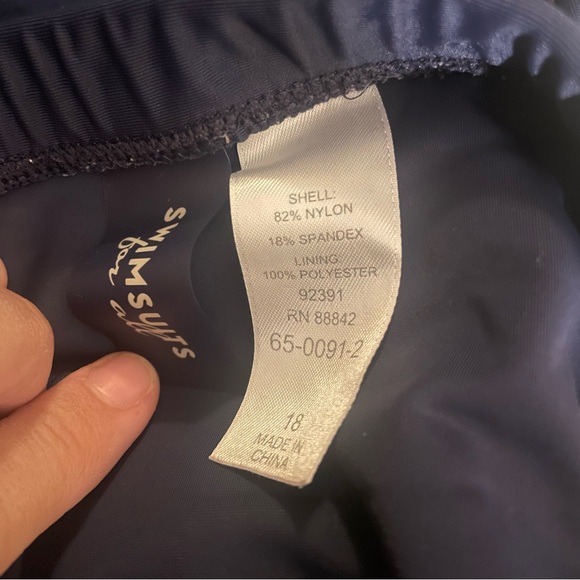 SWIMSUITS
for
all
SHELL:
82% NYLON
18% SPANDEX
LINING
100% POLYESTER
92391
RN 88842
65-0091-2
18
MADE IN
CHINA